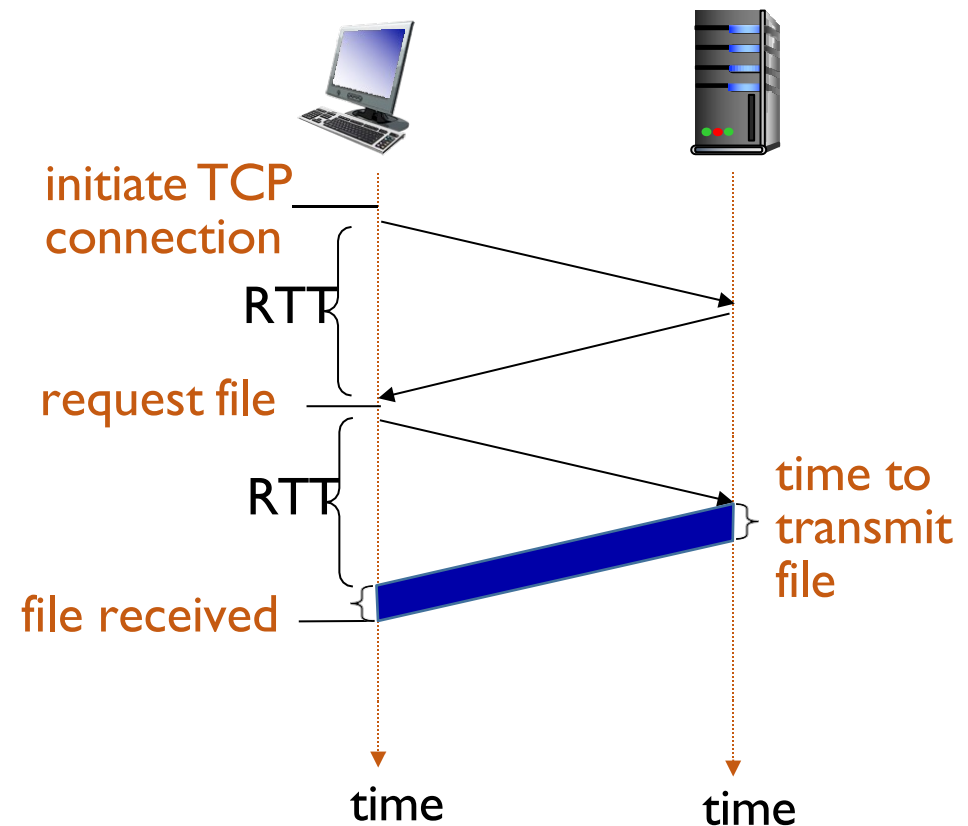 initiate TCP
connection
RTT
request file
RTT
time to
transmit
file
file received
time
time